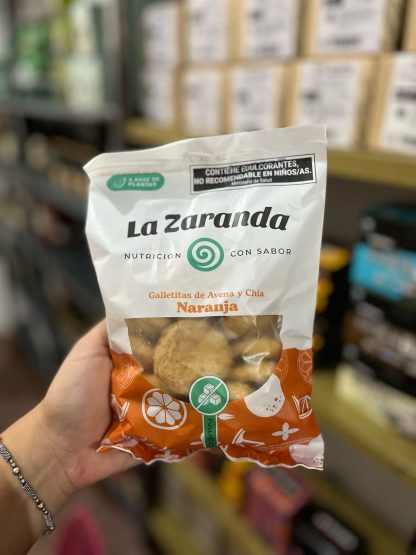 A BASE DE
PLANTAS
CONTIENE EDULCORANTES,
NO RECOMENDABLE EN NIÑOS/AS.
Ministerio de Salud
La Zaranda
NUTRICION CON SABOR
Galletitas de Avena y Chía
Naranja